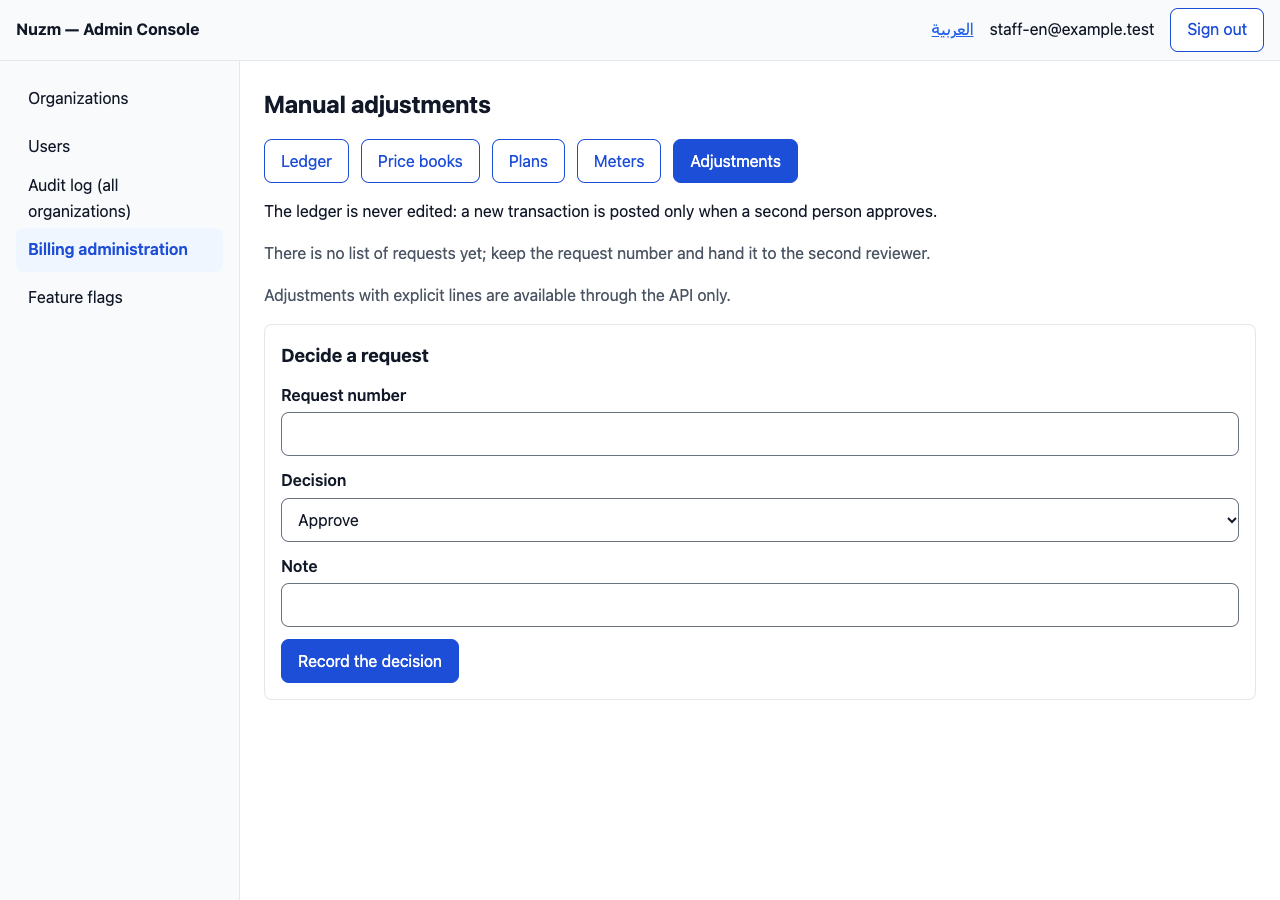 Nuzm — Admin Console
العربية
staff-en@example.test
Sign out
Organizations
Users
Audit log (all
organizations)
Billing administration
Feature flags
Manual adjustments
Ledger
Price books
Plans
Meters
Adjustments
The ledger is never edited: a new transaction is posted only when a second person approves.
There is no list of requests yet; keep the request number and hand it to the second reviewer.
Adjustments with explicit lines are available through the API only.
Decide a request
Request number
Decision
Approve
Note
Record the decision